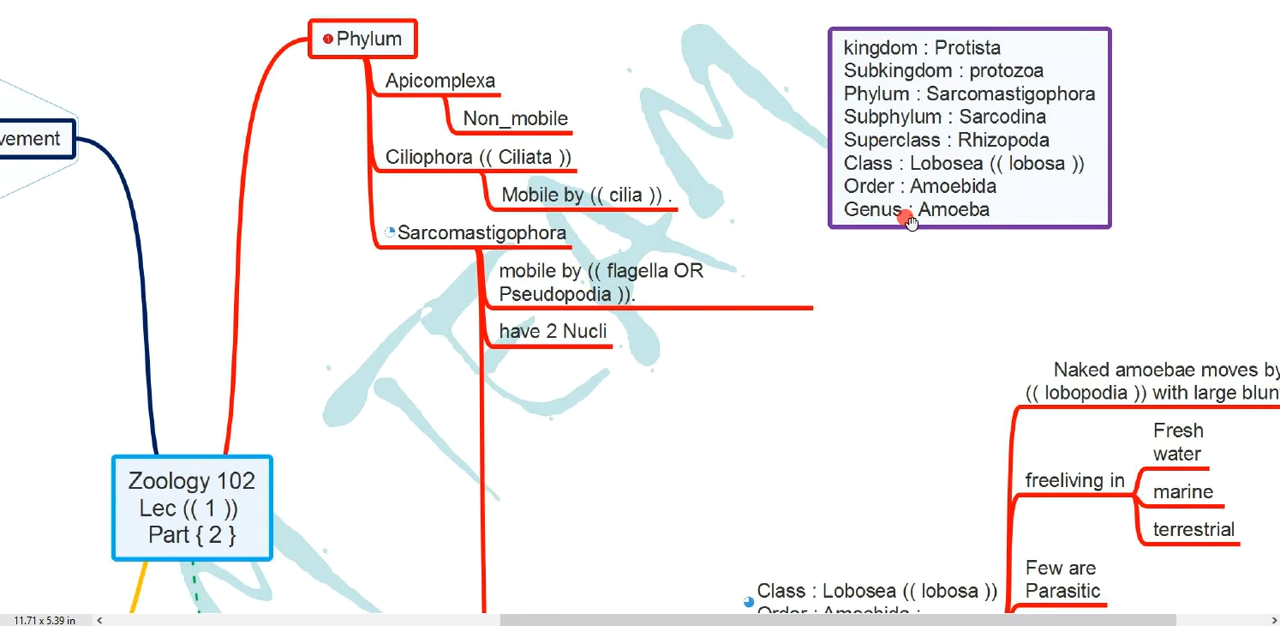 Phylum
Apicomplexa
Non_mobile
Ciliophora (( Ciliata ))
Mobile by (( cilia )) .
Sarcomastigophora
mobile by (( flagella OR
Pseudopodia )).
have 2 Nucli
kingdom : Protista
Subkingdom : protozoa
Phylum : Sarcomastigophora
Subphylum : Sarcodina
Superclass : Rhizopoda
Class : Lobosea (( lobosa ))
Order : Amoebida
Genus : Amoeba
vement
Zoology 102
Lec (( 1 ))
Part { 2 }
Naked amoebae moves by
(( lobopodia )) with large blun
freeliving in
Fresh
water
marine
terrestrial
Few are
Parasitic
Class : Lobosea (( lobosa ))
Order : Amoebida :
TEAM
11.71 x 5.39 in